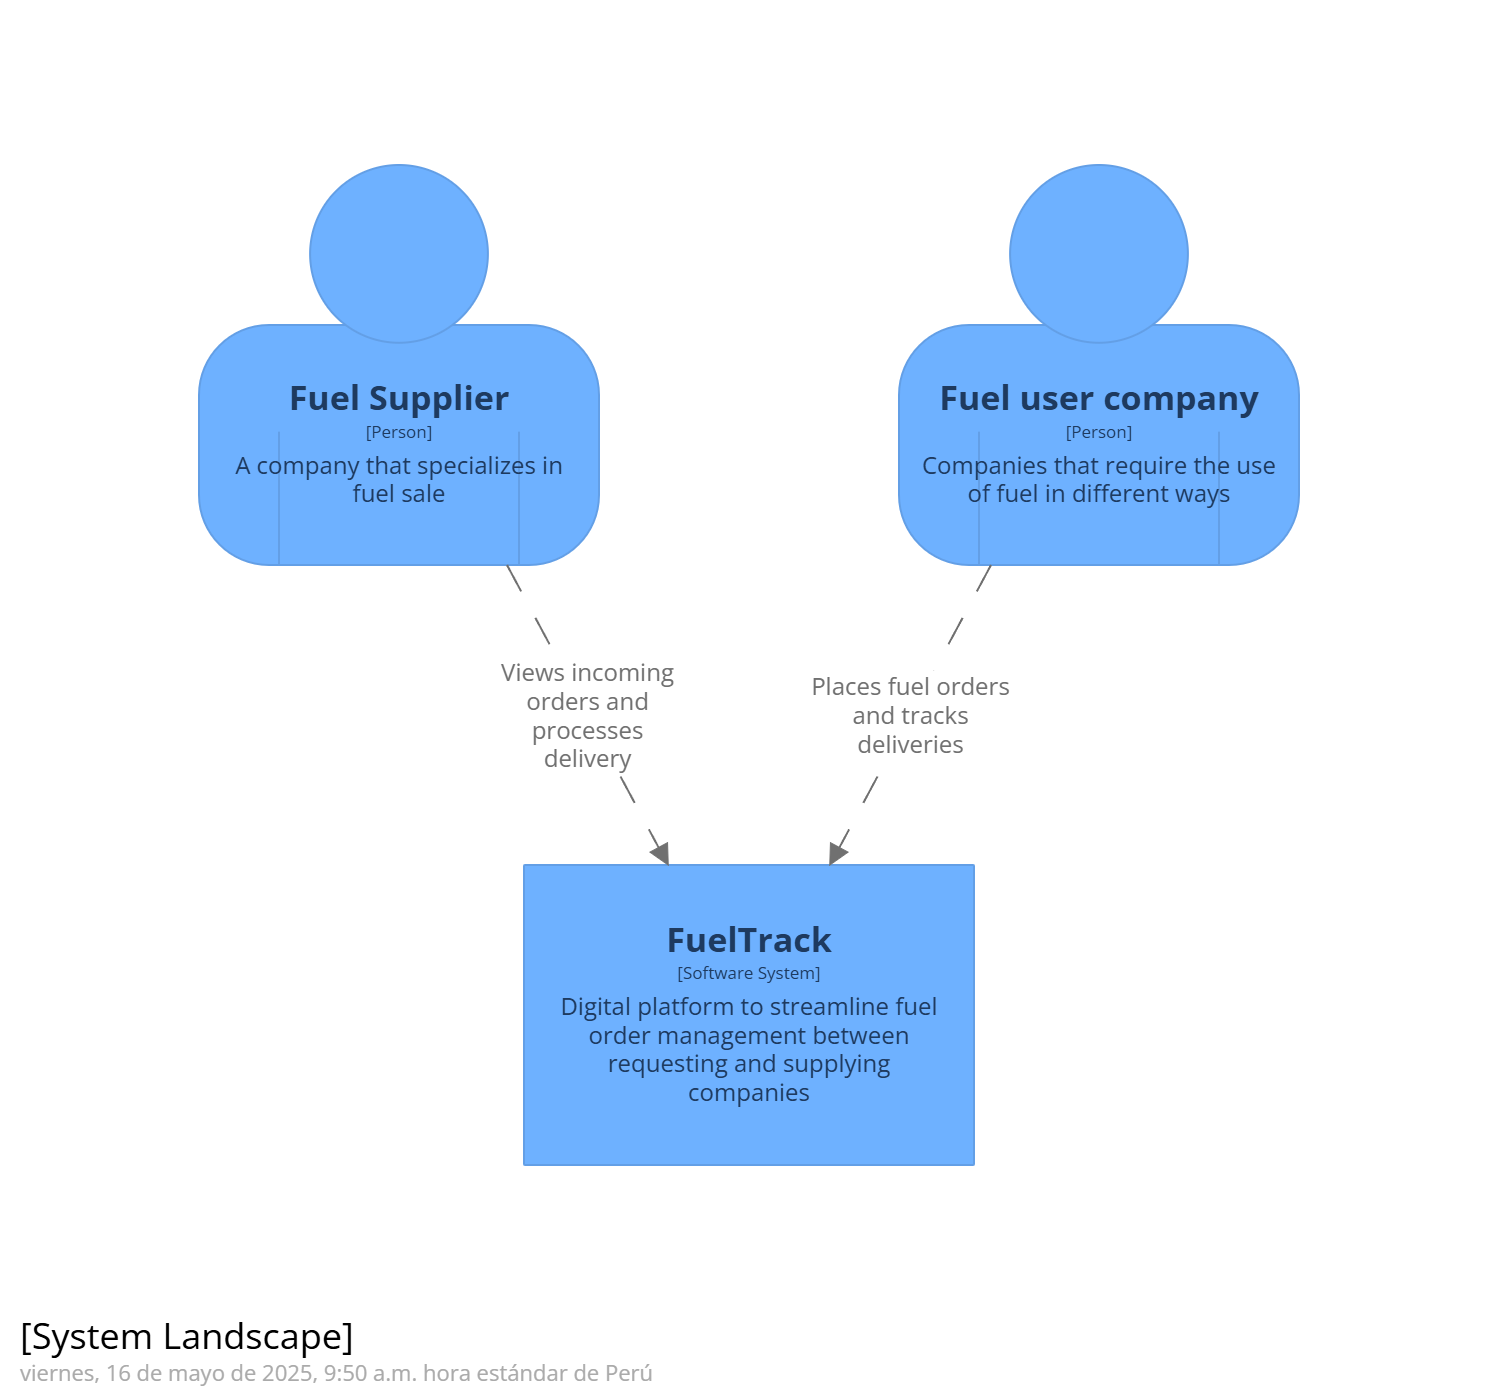 Fuel Supplier
[Person]
A company that specializes in
fuel sale
Fuel user company
[Person]
Companies that require the use
of fuel in different ways
Views incoming
orders and
processes
delivery
Places fuel orders
and tracks
deliveries
FuelTrack
[Software System]
Digital platform to streamline fuel
order management between
requesting and supplying
companies
[System Landscape]
viernes, 16 de mayo de 2025, 9:50 a.m. hora estándar de Perú